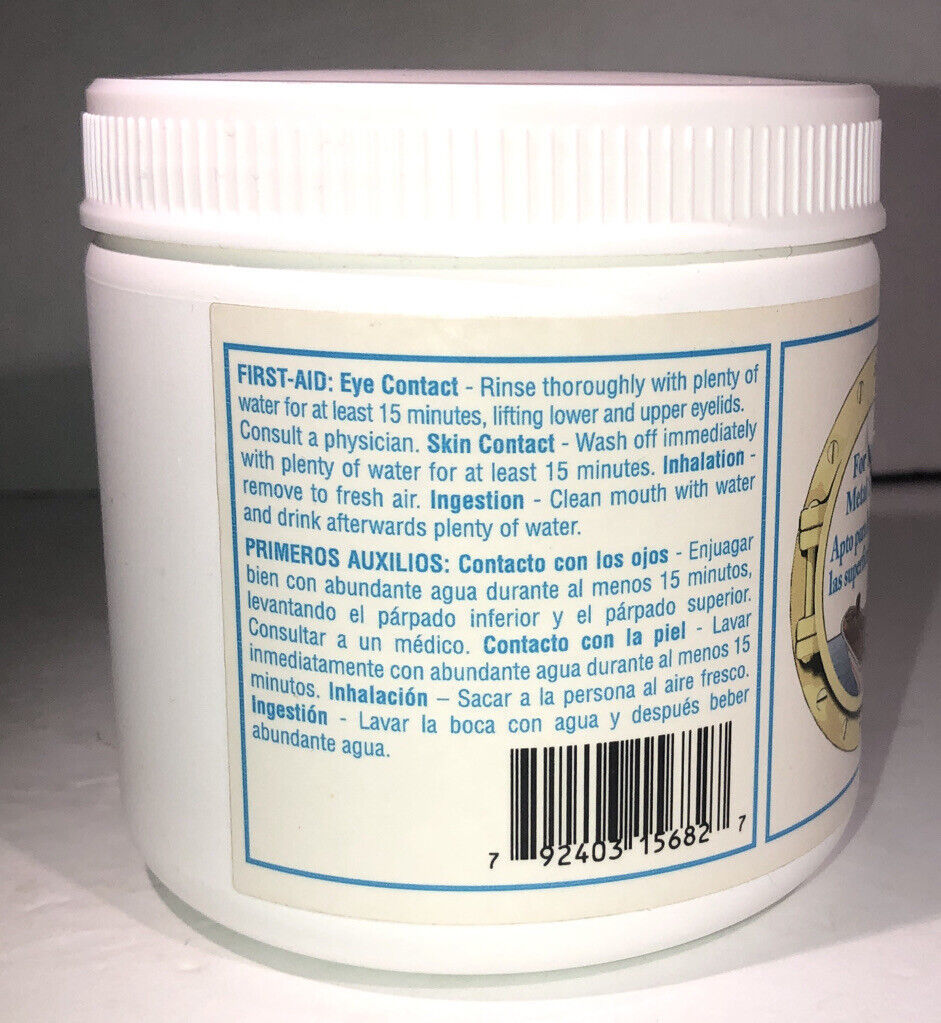 FIRST-AID: Eye Contact - Rinse thoroughly with plenty of
water for at least 15 minutes, lifting lower and upper eyelids.
Consult a physician. Skin Contact - Wash off immediately
with plenty of water for at least 15 minutes. Inhalation -
remove to fresh air. Ingestion - Clean mouth with water
and drink afterwards plenty of water.
PRIMEROS AUXILIOS: Contacto con los ojos - Enjuagar
bien con abundante agua durante al menos 15 minutos,
levantando el párpado inferior y el párpado superior.
Consultar a un médico. Contacto con la piel - Lavar
inmediatamente con abundante agua durante al menos 15
minutos. Inhalación – Sacar a la persona al aire fresco.
Ingestión - Lavar la boca con agua y después beber
abundante agua.
7 92403 15682 7
For
Metal
Apto
las